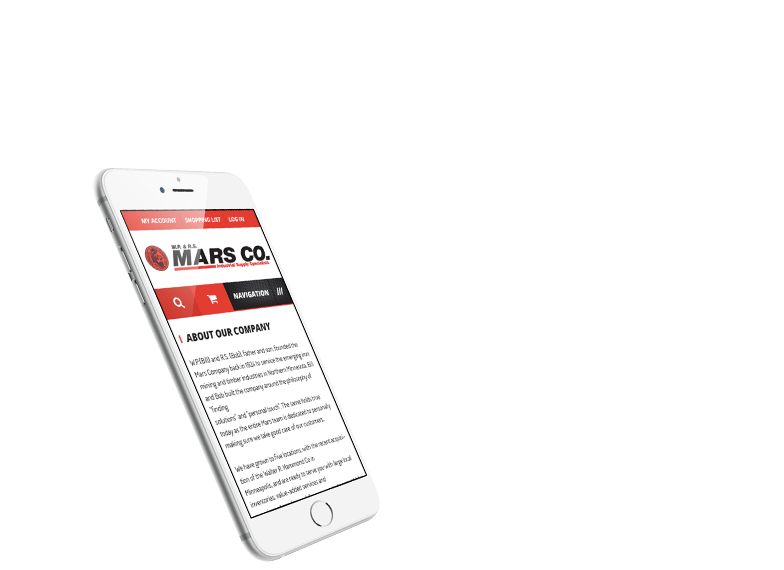 MY ACCOUNT SHOPPING LIST LOG IN
W.P. & R.S.
MARS CO.
Industrial Supply Specialists
NAVIGATION
ABOUT OUR COMPANY
W.P.(Bill) and R.S. (Bob), father and son, founded the
Mars Company back in 1923 to service the emerging iron
mining and timber industries in Northern Minnesota. Bill
and Bob built the company around the philosophy of
"finding
solutions" and "personal touch". The same holds true
today as the entire Mars team is dedicated to personally
making sure we take good care of our customers.
We have grown to five locations, with the recent acquisi-
tion of the Walter R. Hammond Co in
Minneapolis, and are ready to serve you with large local
inventories, value-added services and